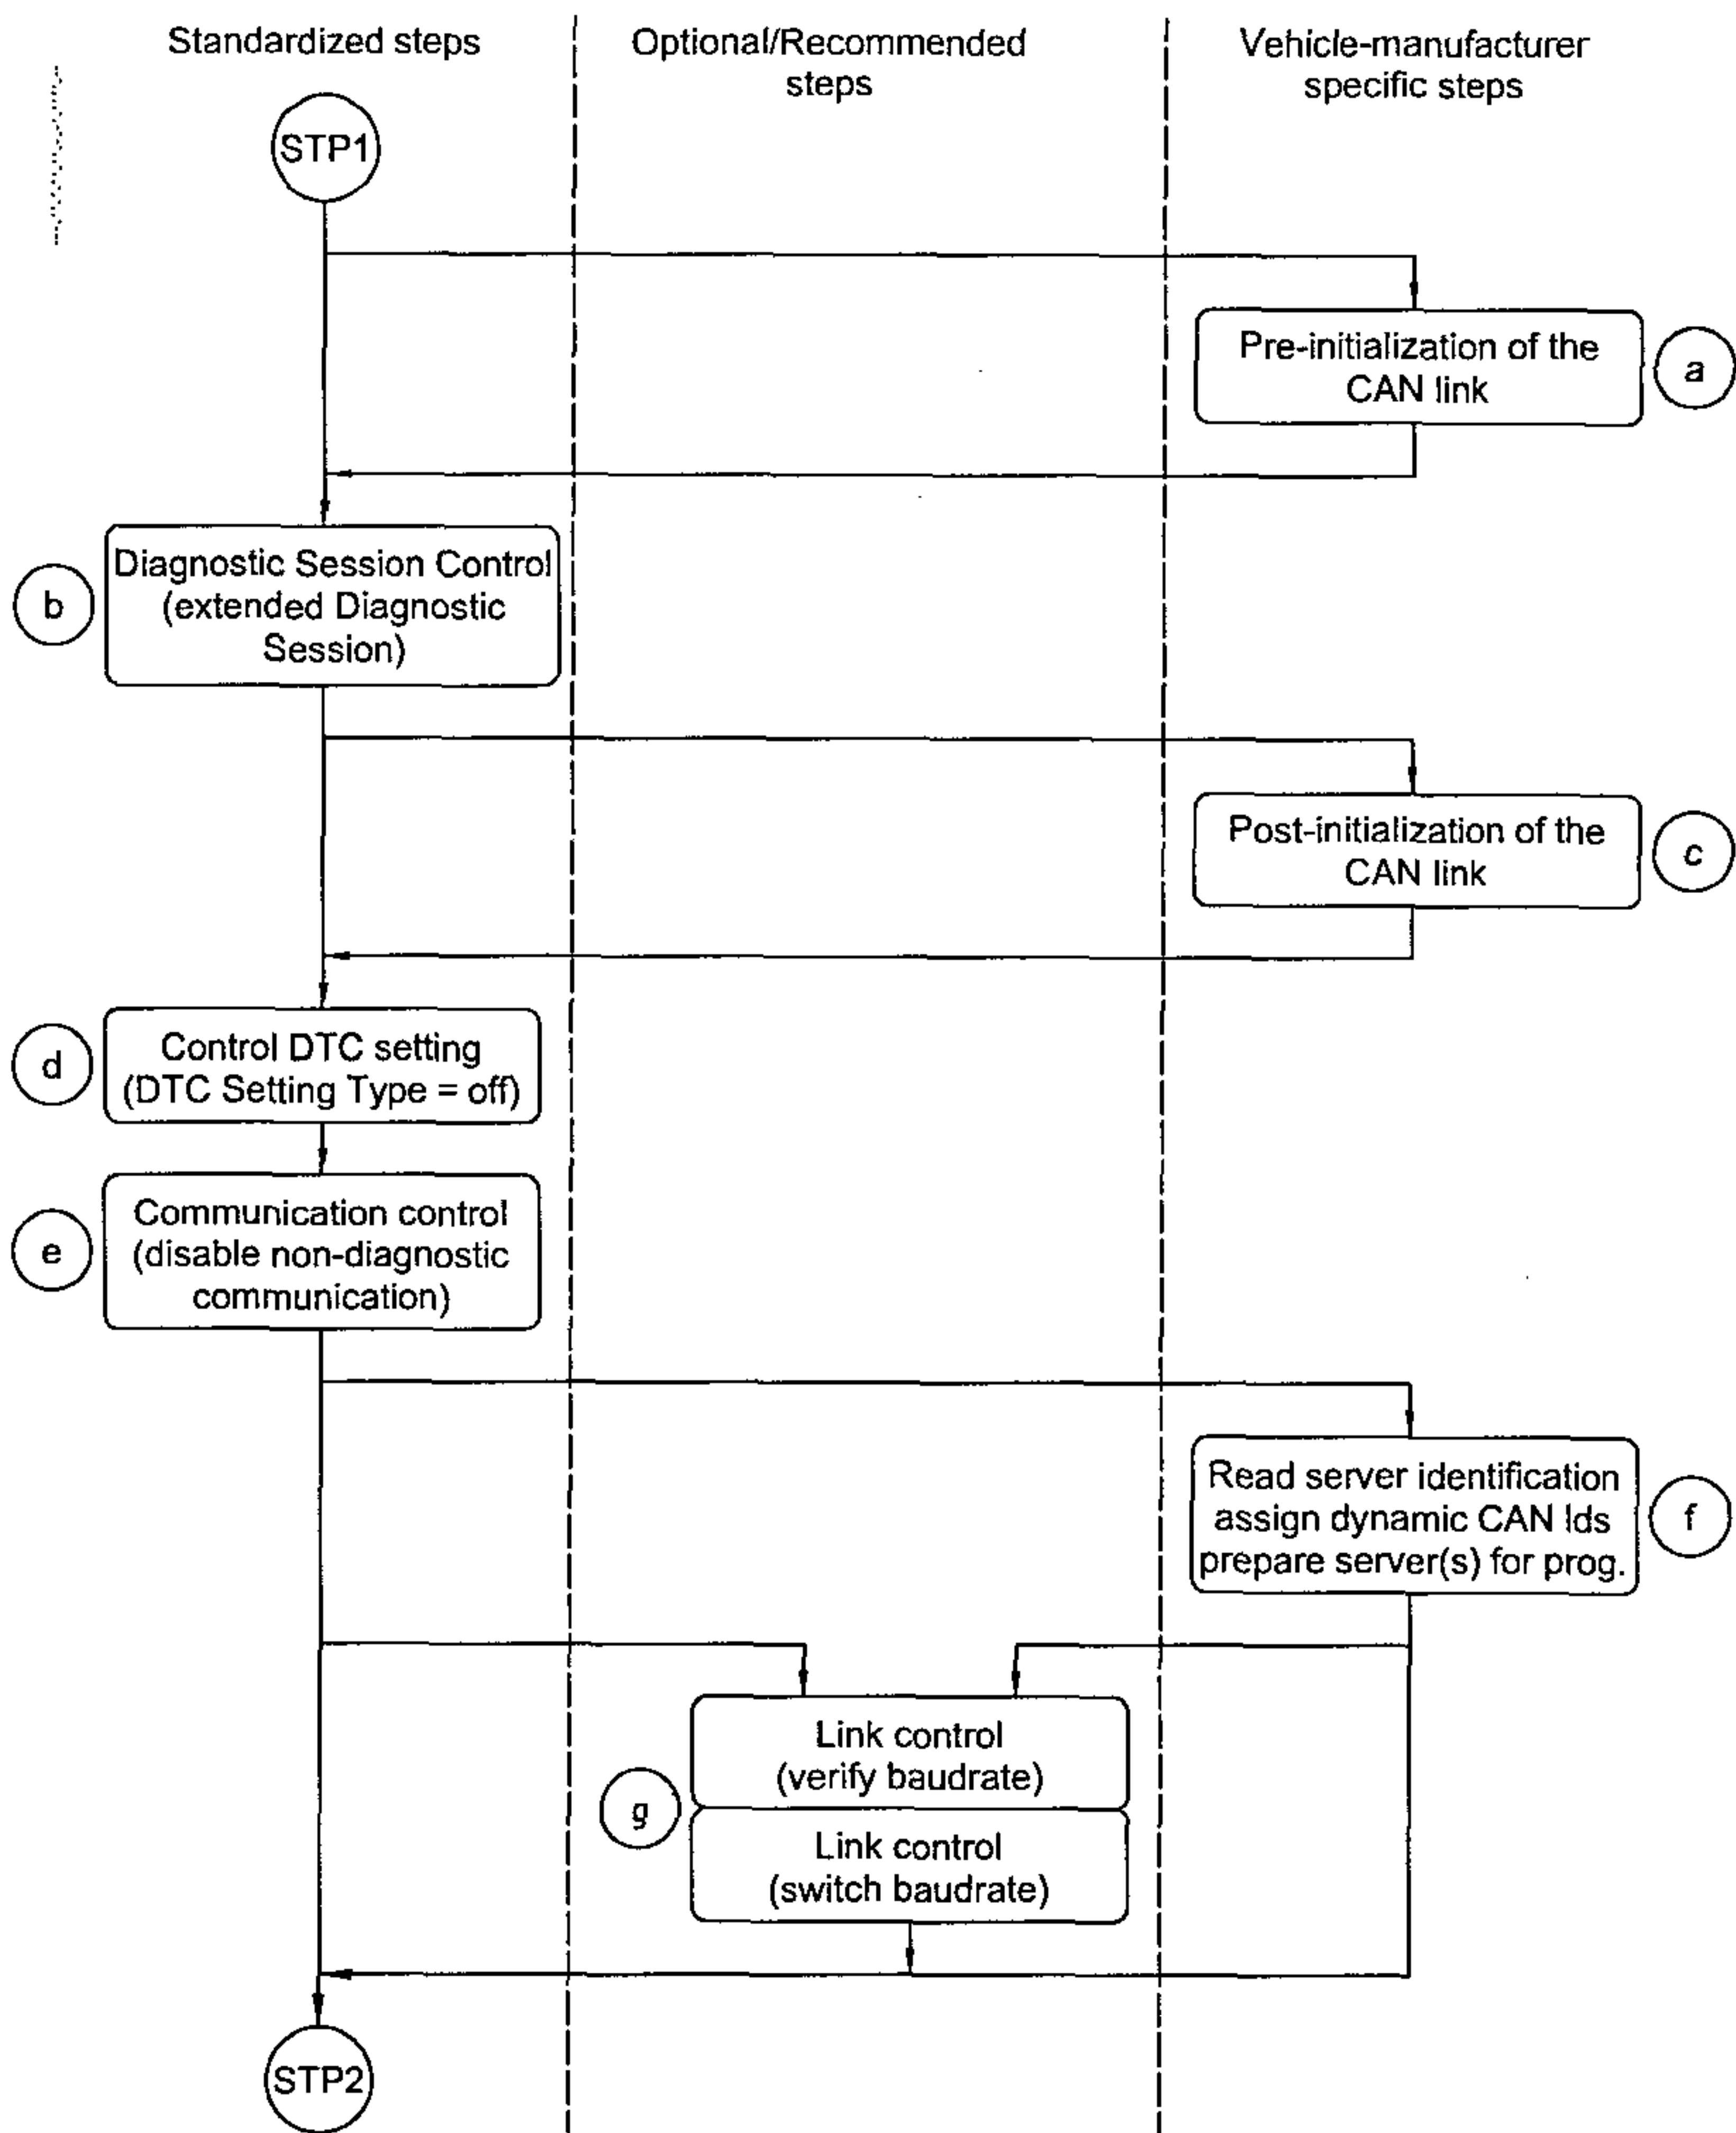 Standardized steps
Optional/Recommended
steps
Vehicle-manufacturer
specific steps
STP1
Pre-initialization of the
CAN link
a
b
Diagnostic Session Control
(extended Diagnostic
Session)
Post-initialization of the
CAN link
c
d
Control DTC setting
(DTC Setting Type = off)
e
Communication control
(disable non-diagnostic
communication)
Read server identification
assign dynamic CAN Ids
prepare server(s) for prog.
f
Link control
(verify baudrate)
g
Link control
(switch baudrate)
STP2